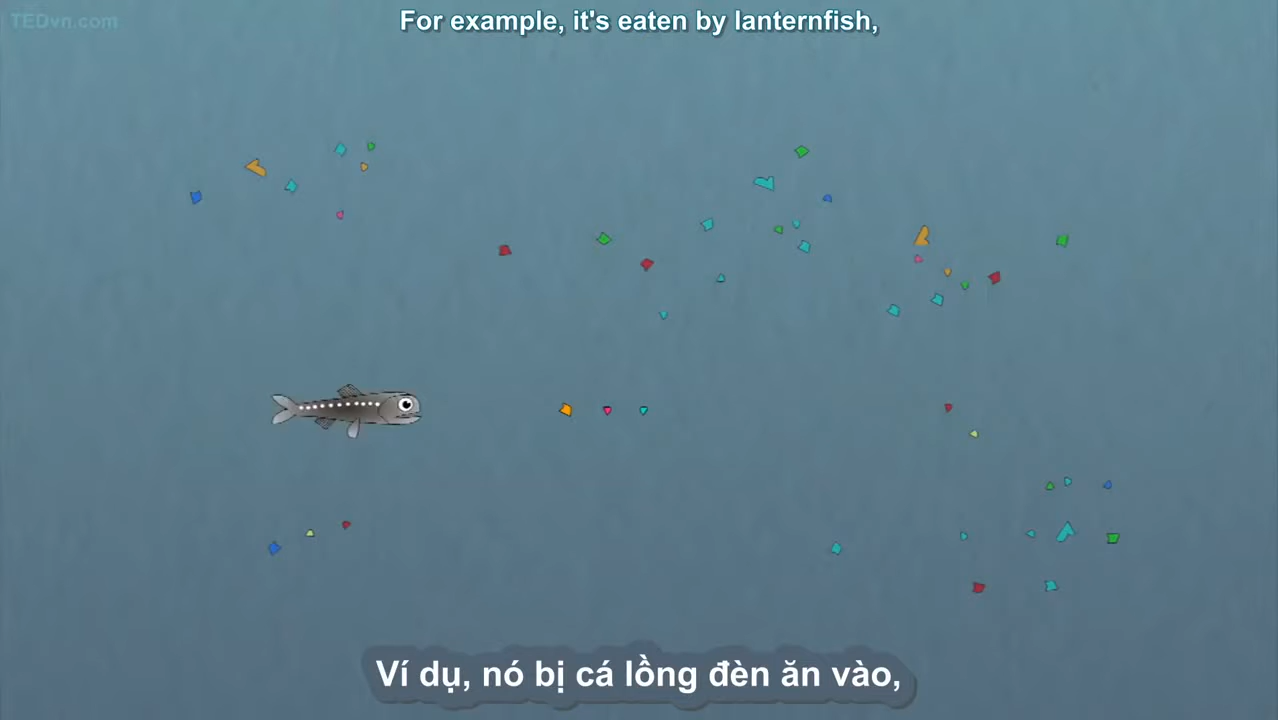 TEDvn.com
For example, it's eaten by lanternfish,
Ví dụ, nó bị cá lồng đèn ăn vào,